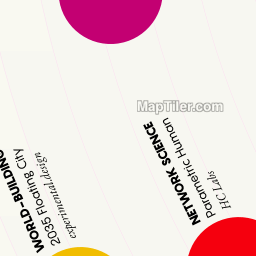 MapTiler.com
WORLD-BUILDING
2035 Floating City
experimental.design
NETWORK SCIENCE
Parametric Human
HC Labs